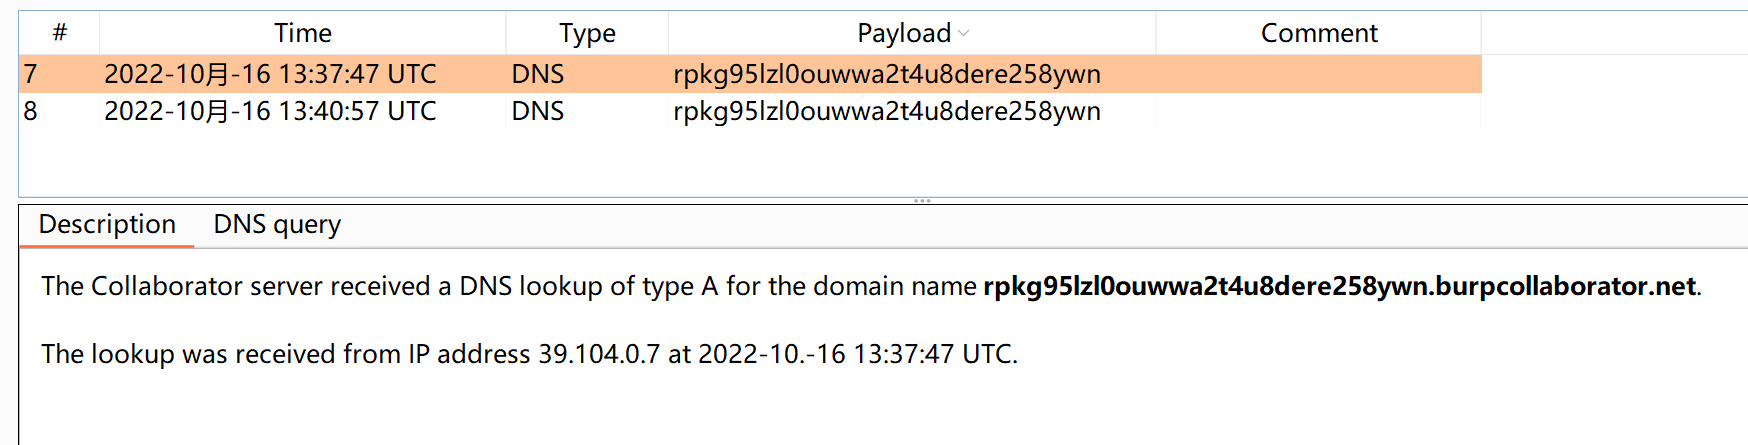 # Time Type Payload Comment
7 2022-10月-16 13:37:47 UTC DNS rpkg95lzl0ouwwa2t4u8dere258ywn
8 2022-10月-16 13:40:57 UTC DNS rpkg95lzl0ouwwa2t4u8dere258ywn
Description DNS query
The Collaborator server received a DNS lookup of type A for the domain name rpkg95lzl0ouwwa2t4u8dere258ywn.burpcollaborator.net.
The lookup was received from IP address 39.104.0.7 at 2022-10.-16 13:37:47 UTC.